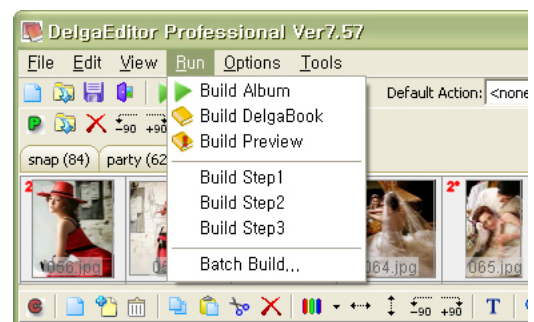 DelgaEditor Professional Ver7.57
File Edit View Run Options Tools
Build Album
Default Action: <none
Build DelgaBook
P -90 +90
Build Preview
snap (84) party (62
Build Step1
2 2*
Build Step2
Build Step3
056.jpg 064.jpg 065.jpg
Batch Build...
-90 +90 T